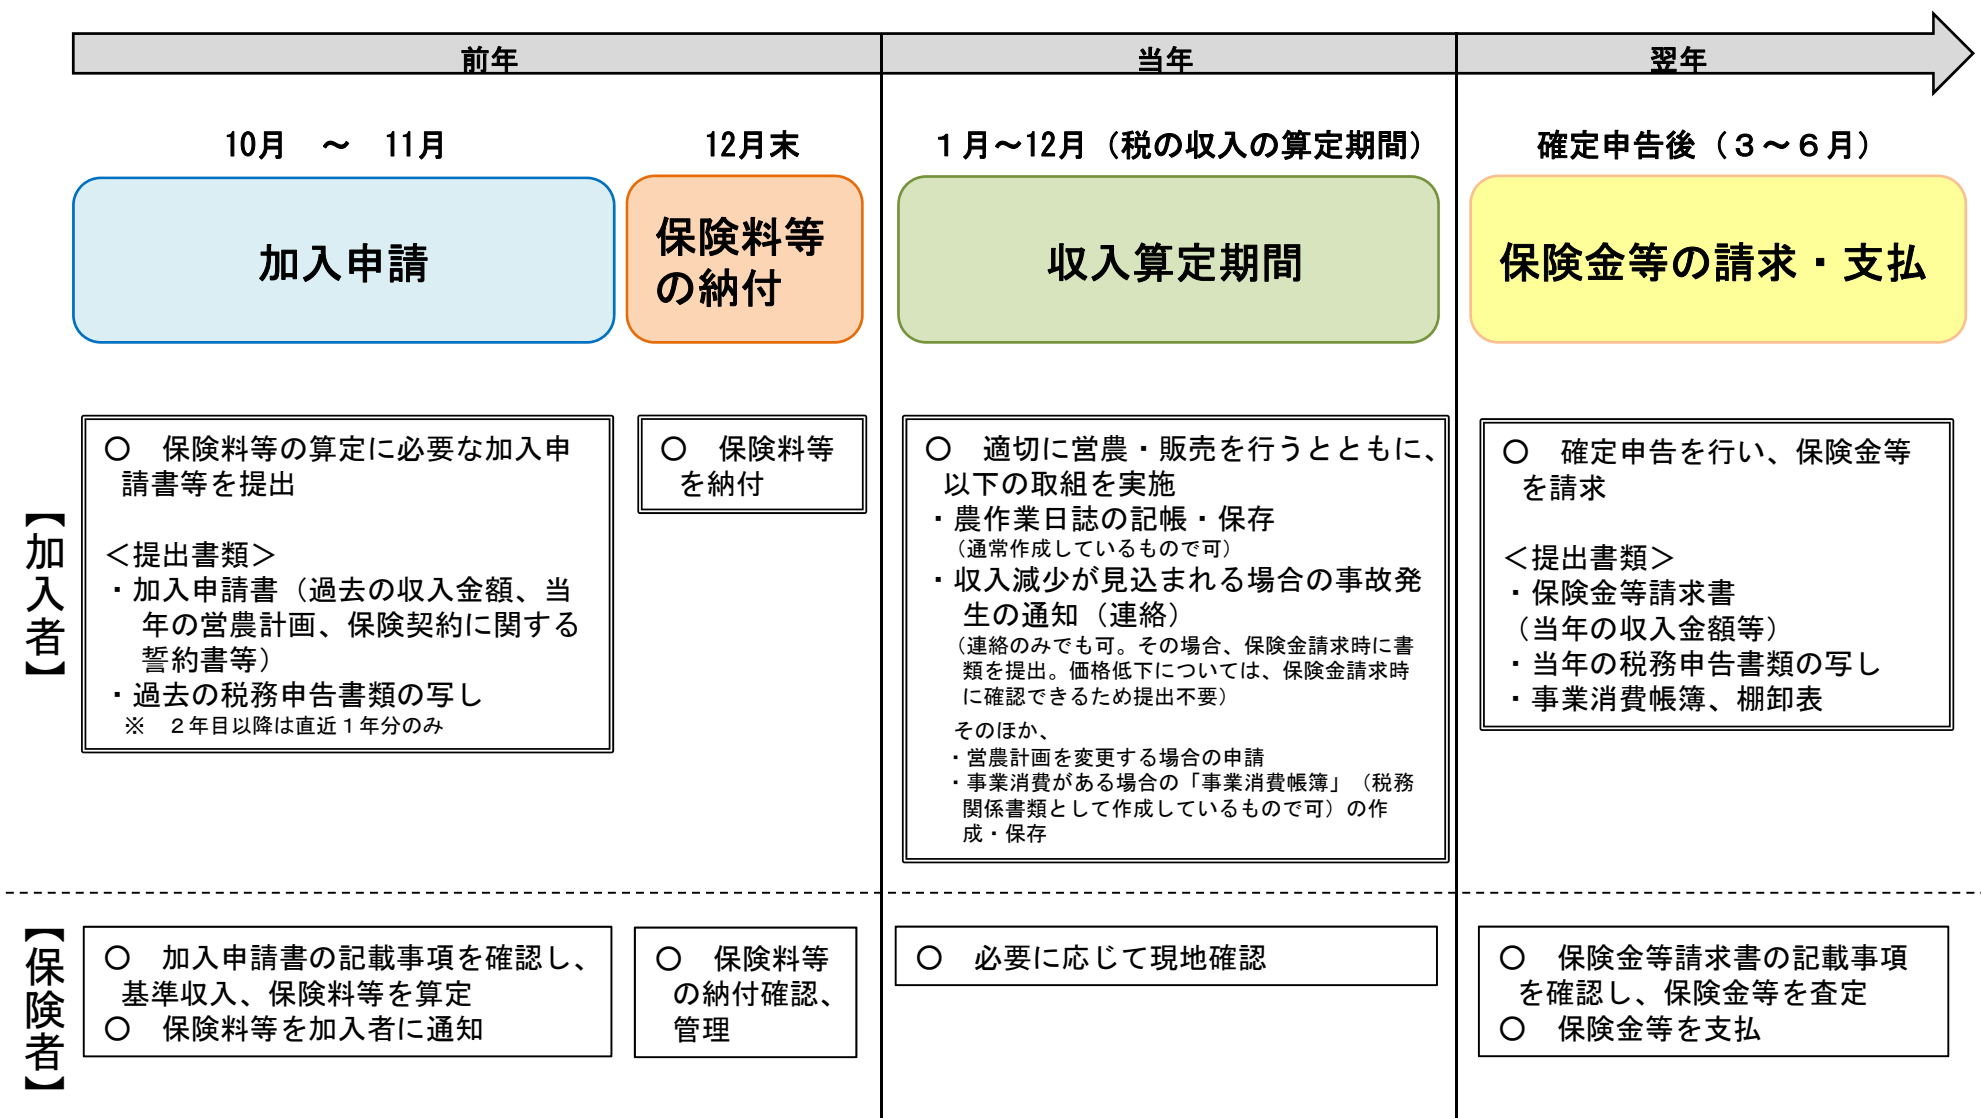 前年
当年
翌年
10月　～　11月
12月末
１月～12月（税の収入の算定期間）
確定申告後（３～６月）
加入申請
保険料等
の納付
収入算定期間
保険金等の請求・支払
【加入者】
○　保険料等の算定に必要な加入申
請書等を提出
＜提出書類＞
・加入申請書（過去の収入金額、当
年の営農計画、保険契約に関する
誓約書等）
・過去の税務申告書類の写し
※　２年目以降は直近１年分のみ
○　保険料等
を納付
○　適切に営農・販売を行うとともに、
以下の取組を実施
・農作業日誌の記帳・保存
（通常作成しているもので可）
・収入減少が見込まれる場合の事故発
生の通知（連絡）
（連絡のみでも可。その場合、保険金請求時に書
類を提出。価格低下については、保険金請求時
に確認できるため提出不要）
そのほか、
・営農計画を変更する場合の申請
・事業消費がある場合の「事業消費帳簿」（税務
関係書類として作成しているもので可）の作
成・保存
○　確定申告を行い、保険金等
を請求
＜提出書類＞
・保険金等請求書
（当年の収入金額等）
・当年の税務申告書類の写し
・事業消費帳簿、棚卸表
【保険者】
○　加入申請書の記載事項を確認し、
基準収入、保険料等を算定
○　保険料等を加入者に通知
○　保険料等
の納付確認、
管理
○　必要に応じて現地確認
○　保険金等請求書の記載事項
を確認し、保険金等を査定
○　保険金等を支払